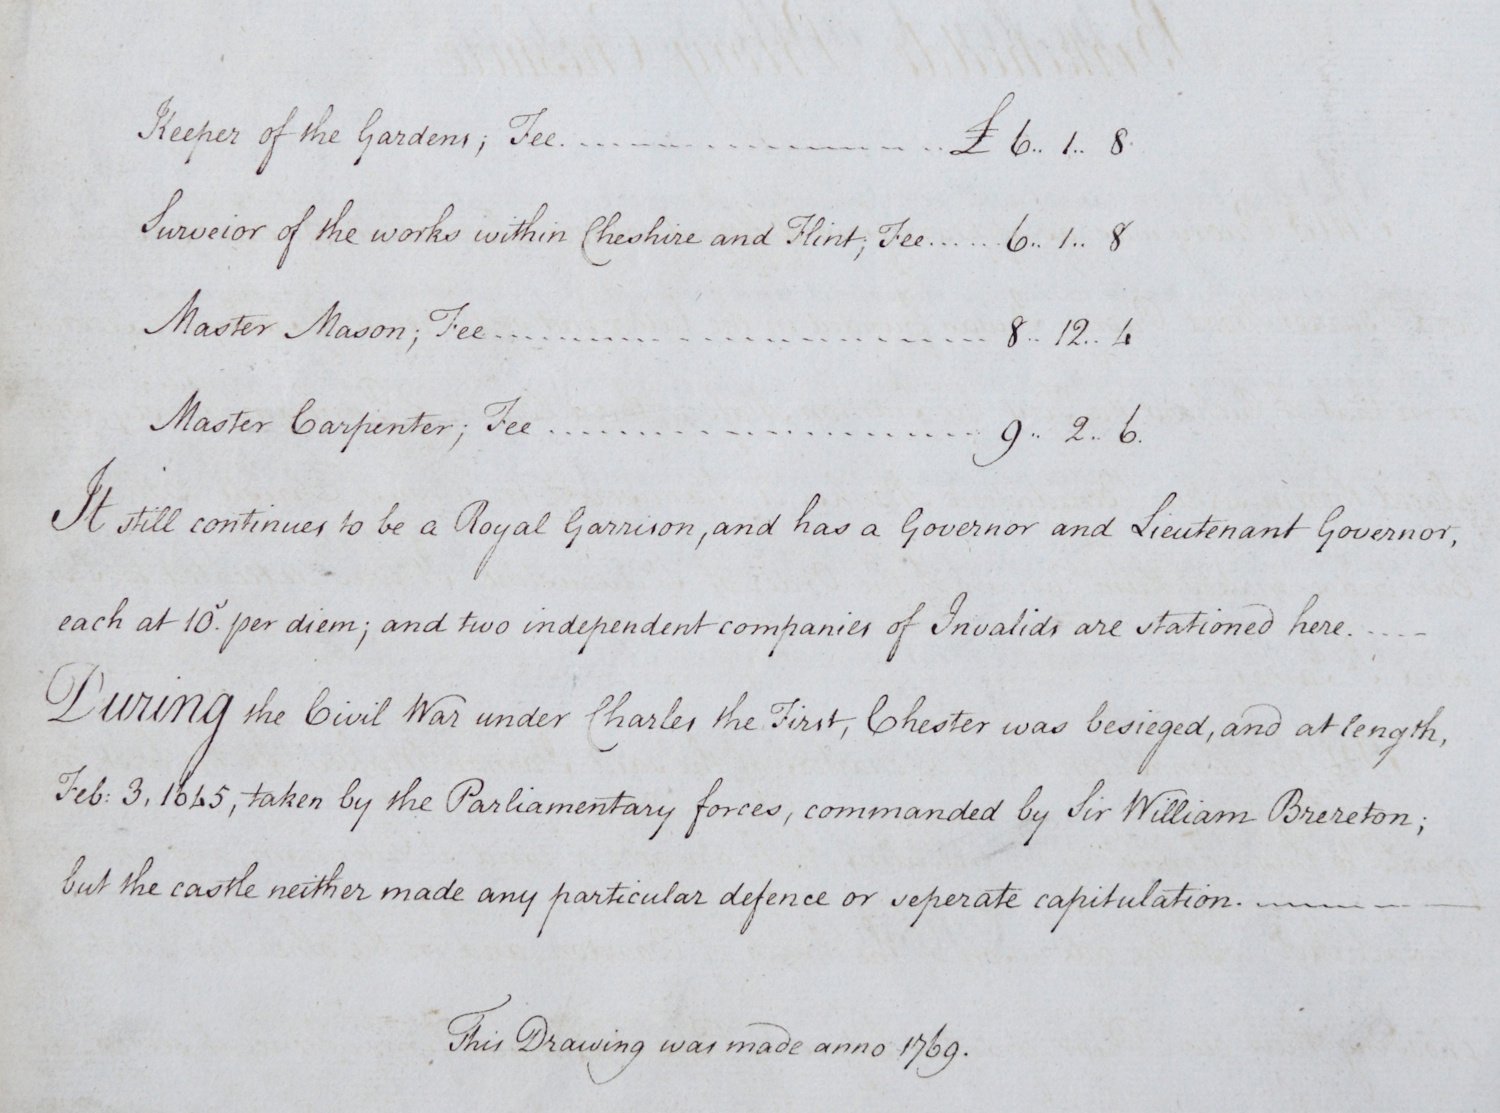 Keeper of the Gardens; Fee. .................... £ 6.. 1.. 8
Surveior of the works within Cheshire and Flint; Fee...... 6.. 1.. 8
Master Mason; Fee.......................... 8.. 12.. 4
Master Carpenter; Fee ....................... 9.. 2.. 6.
It still continues to be a Royal Garrison, and has a Governor and Lieutenant Governor,
each at 10s. per diem; and two independent companies of Invalids are stationed here. ----
During the Civil War under Charles the First, Chester was besieged, and at length,
Feb: 3, 1645, taken by the Parliamentary forces, commanded by Sir William Brereton;
but the castle neither made any particular defence or seperate capitulation. ------
This Drawing was made anno 1769.